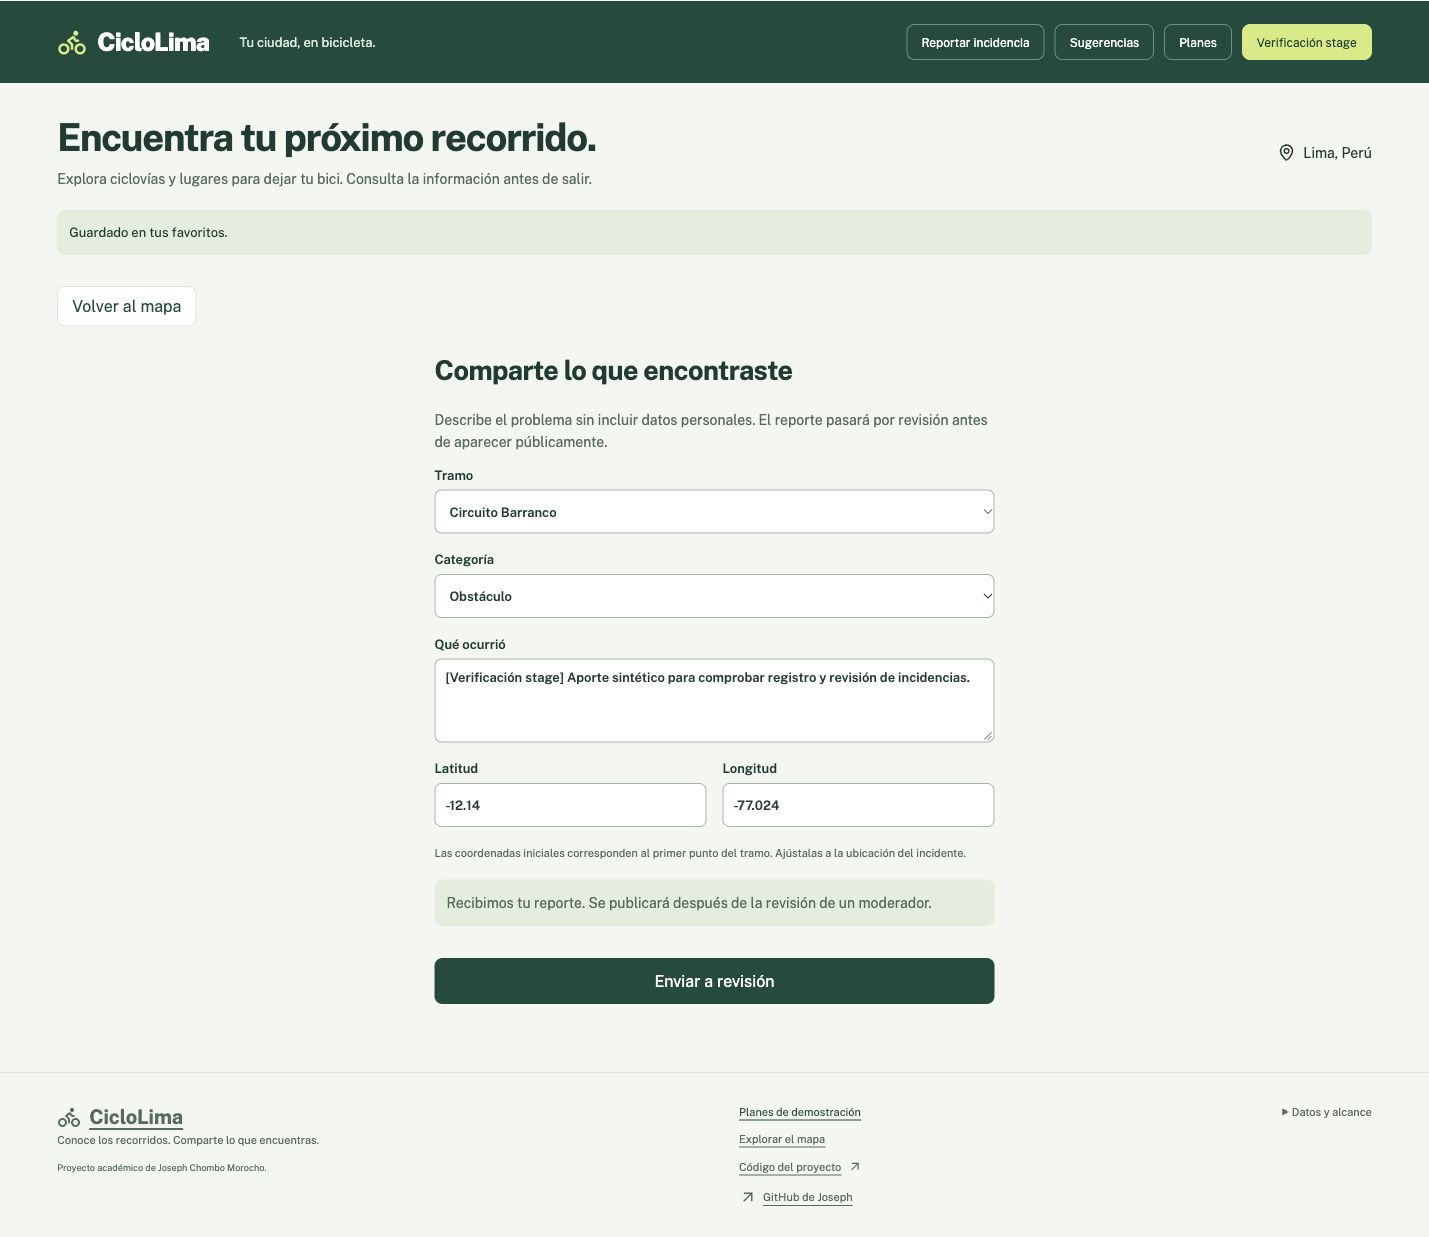 CicloLima
Tu ciudad, en bicicleta.
Reportar incidencia
Sugerencias
Planes
Verificación stage
Encuentra tu próximo recorrido.
Explora ciclovías y lugares para dejar tu bici. Consulta la información antes de salir.
Lima, Perú
Guardado en tus favoritos.
Volver al mapa
Comparte lo que encontraste
Describe el problema sin incluir datos personales. El reporte pasará por revisión antes
de aparecer públicamente.
Tramo
Circuito Barranco
Categoría
Obstáculo
Qué ocurrió
[Verificación stage] Aporte sintético para comprobar registro y revisión de incidencias.
Latitud
Longitud
-12.14
-77.024
Las coordenadas iniciales corresponden al primer punto del tramo. Ajústalas a la ubicación del incidente.
Recibimos tu reporte. Se publicará después de la revisión de un moderador.
Enviar a revisión
CicloLima
Conoce los recorridos. Comparte lo que encuentras.
Proyecto académico de Joseph Chombo Morocho.
Planes de demostración
Explorar el mapa
Código del proyecto
GitHub de Joseph
Datos y alcance